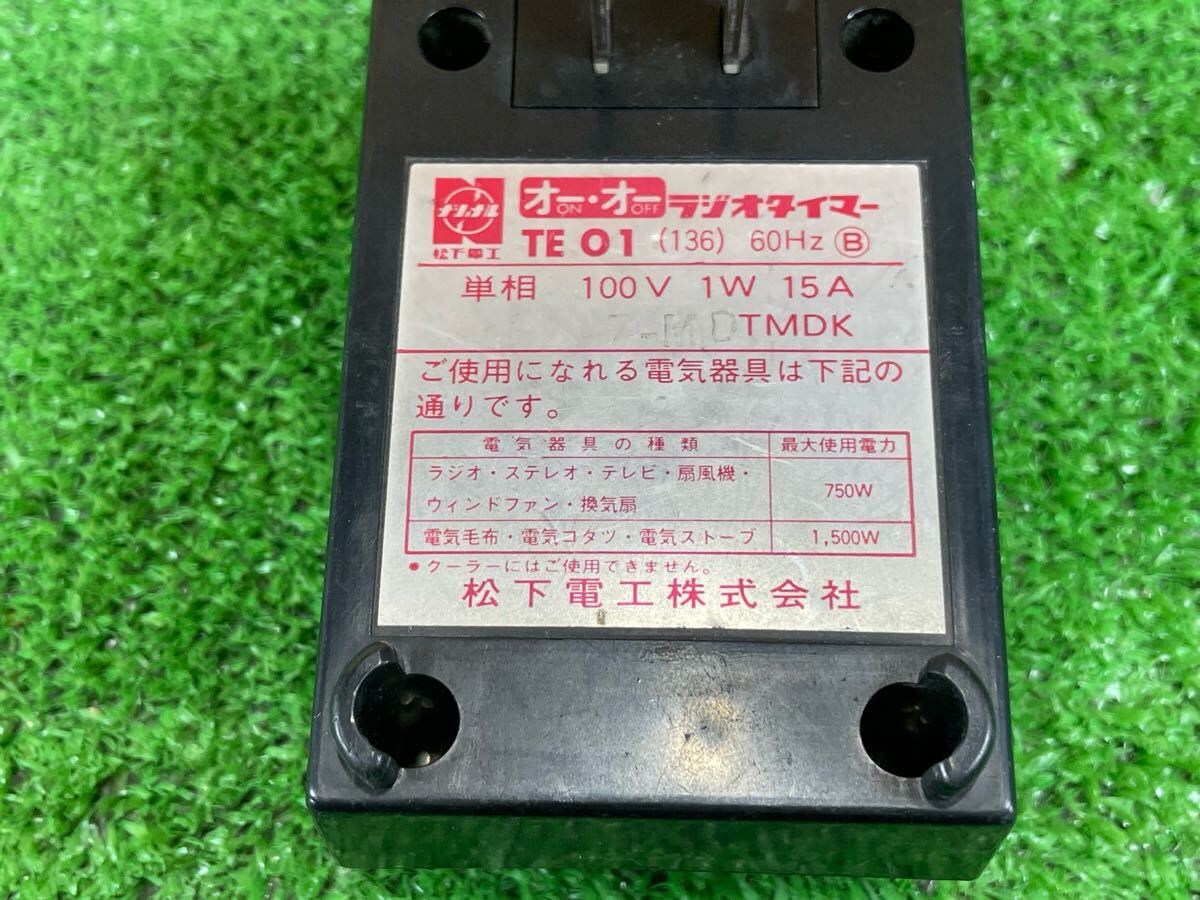 ナショナル
松下電工
オー・オー ラジオタイマー
ON OFF
TE 01 (136) 60Hz B
単相 100V 1W 15A
TMDK
ご使用になれる電気器具は下記の
通りです。
電気器具の種類 最大使用電力
ラジオ・ステレオ・テレビ・扇風機・
ウィンドファン・換気扇 750W
電気毛布・電気コタツ・電気ストーブ 1,500W
●クーラーにはご使用できません。
松下電工株式会社